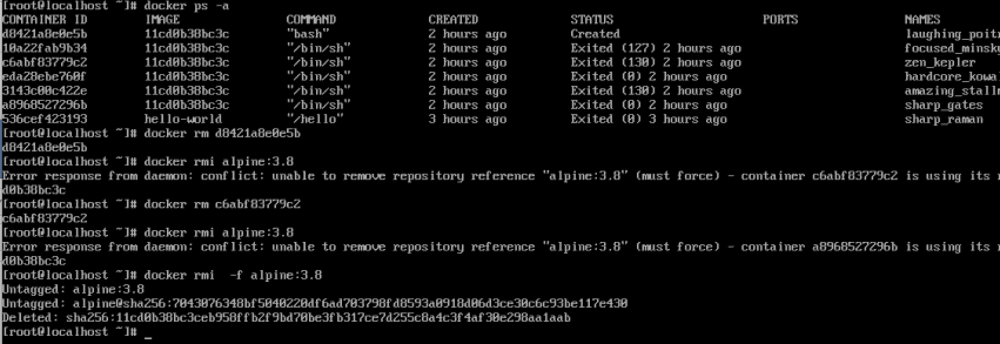 [root@localhost ~]# docker ps -a
CONTAINER ID IMAGE COMMAND CREATED STATUS PORTS NAMES
d8421a8e0e5b 11cd0b38bc3c "bash" 2 hours ago Created laughing_poit
10a22fab9b34 11cd0b38bc3c "/bin/sh" 2 hours ago Exited (127) 2 hours ago focused_minsky
c6abf83779c2 11cd0b38bc3c "/bin/sh" 2 hours ago Exited (130) 2 hours ago zen_kepler
eda28ebe760f 11cd0b38bc3c "/bin/sh" 2 hours ago Exited (0) 2 hours ago hardcore_kowa
3143c00c422e 11cd0b38bc3c "/bin/sh" 2 hours ago Exited (130) 2 hours ago amazing_stall
a8968527296b 11cd0b38bc3c "/bin/sh" 2 hours ago Exited (0) 2 hours ago sharp_gates
536cef423193 hello-world "/hello" 3 hours ago Exited (0) 3 hours ago sharp_raman
[root@localhost ~]# docker rm d8421a8e0e5b
d8421a8e0e5b
[root@localhost ~]# docker rmi alpine:3.8
Error response from daemon: conflict: unable to remove repository reference "alpine:3.8" (must force) - container c6abf83779c2 is using its
d0b38bc3c
[root@localhost ~]# docker rm c6abf83779c2
c6abf83779c2
[root@localhost ~]# docker rmi alpine:3.8
Error response from daemon: conflict: unable to remove repository reference "alpine:3.8" (must force) - container a8968527296b is using its
d0b38bc3c
[root@localhost ~]# docker rmi  -f alpine:3.8
Untagged: alpine:3.8
Untagged: alpine@sha256:7043076348bf5040220df6ad703798fd8593a0918d06d3ce30c6c93be117e430
Deleted: sha256:11cd0b38bc3ceb958ffb2f9bd70be3fb317ce7d255c8a4c3f4af30e298aa1aab
[root@localhost ~]# _